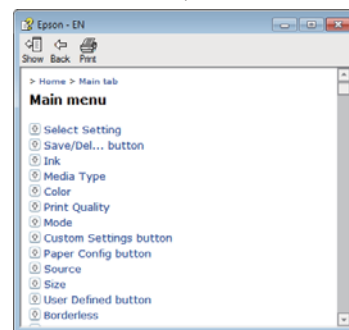 Epson - EN
Show Back Print
> Home > Main tab
Main menu
Select Setting
Save/Del... button
Ink
Media Type
Color
Print Quality
Mode
Custom Settings button
Paper Config button
Source
Size
User Defined button
Borderless